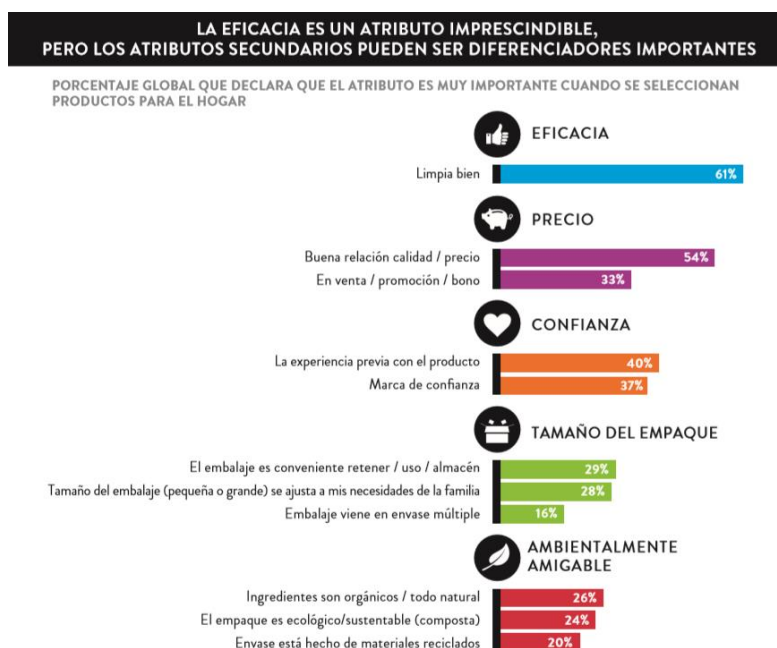 LA EFICACIA ES UN ATRIBUTO IMPRESCINDIBLE,
PERO LOS ATRIBUTOS SECUNDARIOS PUEDEN SER DIFERENCIADORES IMPORTANTES
PORCENTAJE GLOBAL QUE DECLARA QUE EL ATRIBUTO ES MUY IMPORTANTE CUANDO SE SELECCIONAN
PRODUCTOS PARA EL HOGAR
EFICACIA
Limpia bien 61%
PRECIO
Buena relación calidad / precio 54%
En venta / promoción / bono 33%
CONFIANZA
La experiencia previa con el producto 40%
Marca de confianza 37%
TAMAÑO DEL EMPAQUE
El embalaje es conveniente retener / uso / almacén 29%
Tamaño del embalaje (pequeña o grande) se ajusta a mis necesidades de la familia 28%
Embalaje viene en envase múltiple 16%
AMBIENTALMENTE
AMIGABLE
Ingredientes son orgánicos / todo natural 26%
El empaque es ecológico/sustentable (composta) 24%
Envase está hecho de materiales reciclados 20%